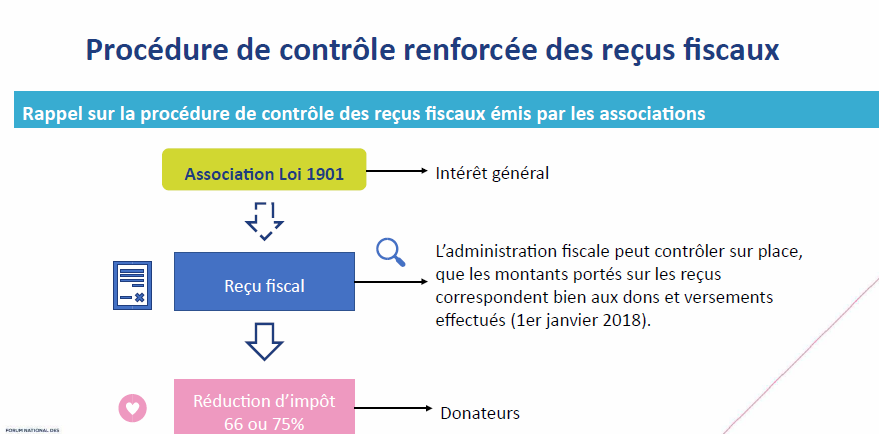 Procédure de contrôle renforcée des reçus fiscaux
Rappel sur la procédure de contrôle des reçus fiscaux émis par les associations
Association Loi 1901
Intérêt général
L’administration fiscale peut contrôler sur place,
que les montants portés sur les reçus
correspondent bien aux dons et versements
effectués (1er janvier 2018).
Reçu fiscal
Réduction d’impôt
66 ou 75%
Donateurs
FORUM NATIONAL DES